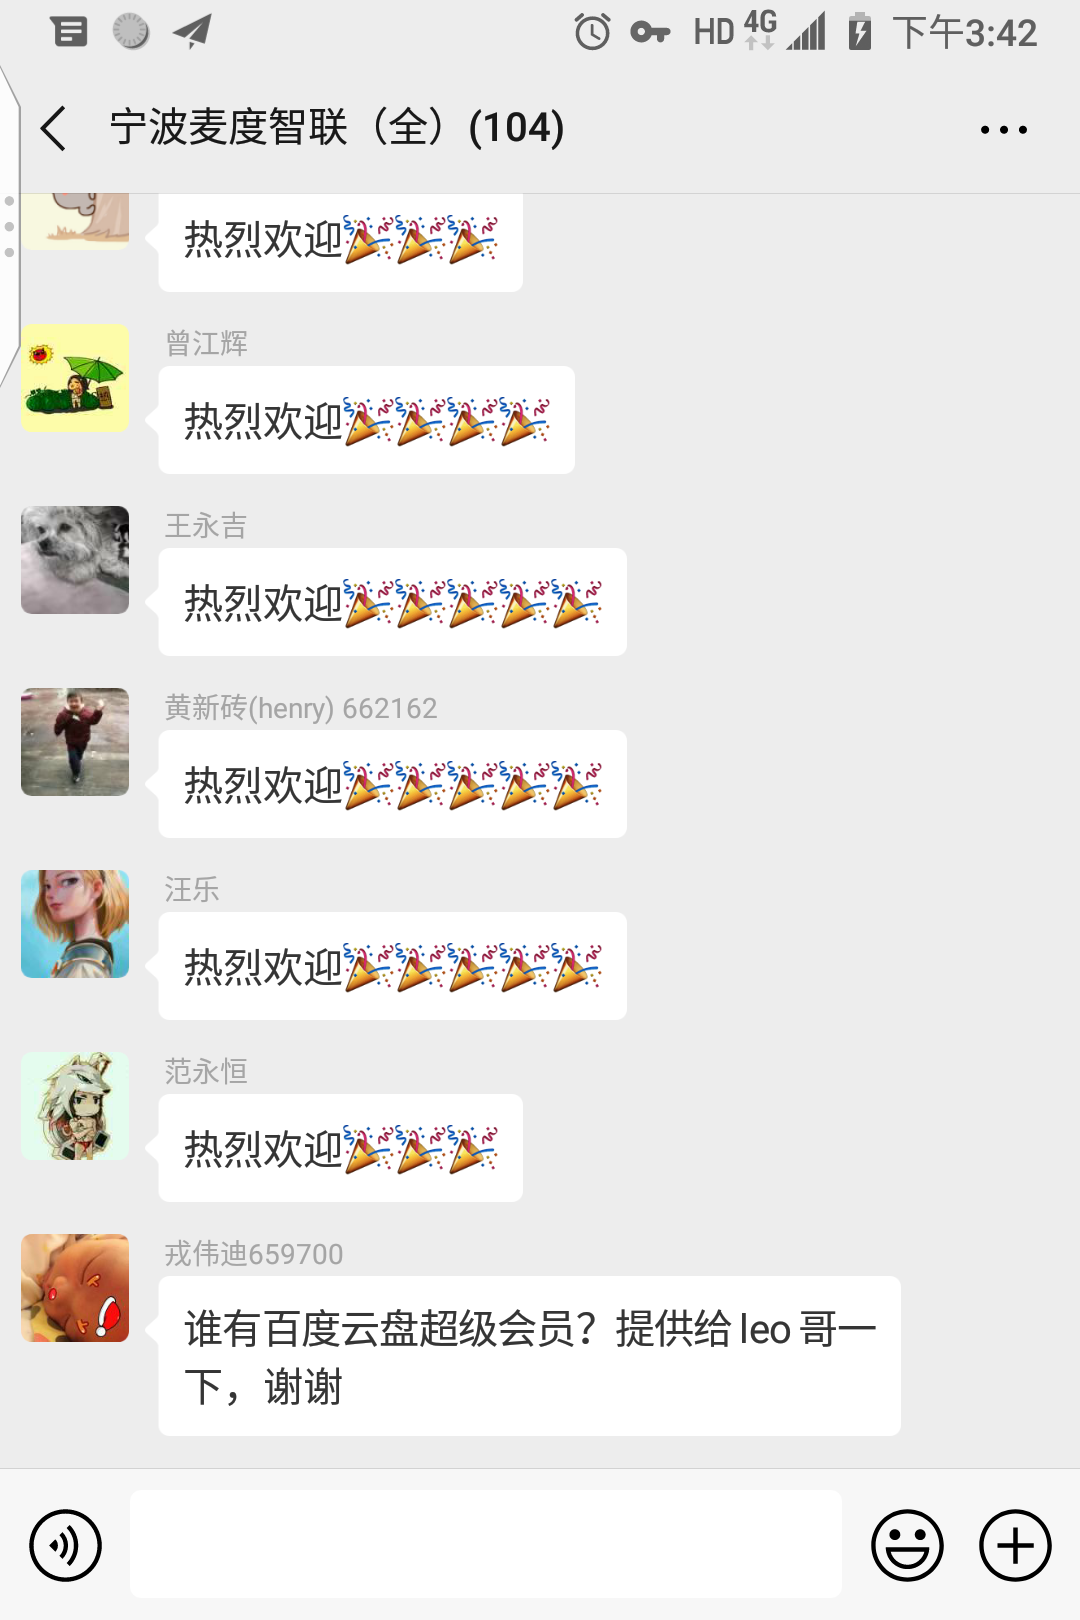 HD 4G 下午3:42
宁波麦度智联（全）(104)
热烈欢迎🎉🎉🎉
曾江辉
热烈欢迎🎉🎉🎉🎉
王永吉
热烈欢迎🎉🎉🎉🎉🎉
黄新砖(henry) 662162
热烈欢迎🎉🎉🎉🎉🎉
汪乐
热烈欢迎🎉🎉🎉🎉🎉
范永恒
热烈欢迎🎉🎉🎉
戎伟迪659700
谁有百度云盘超级会员？提供给 leo 哥一
下，谢谢